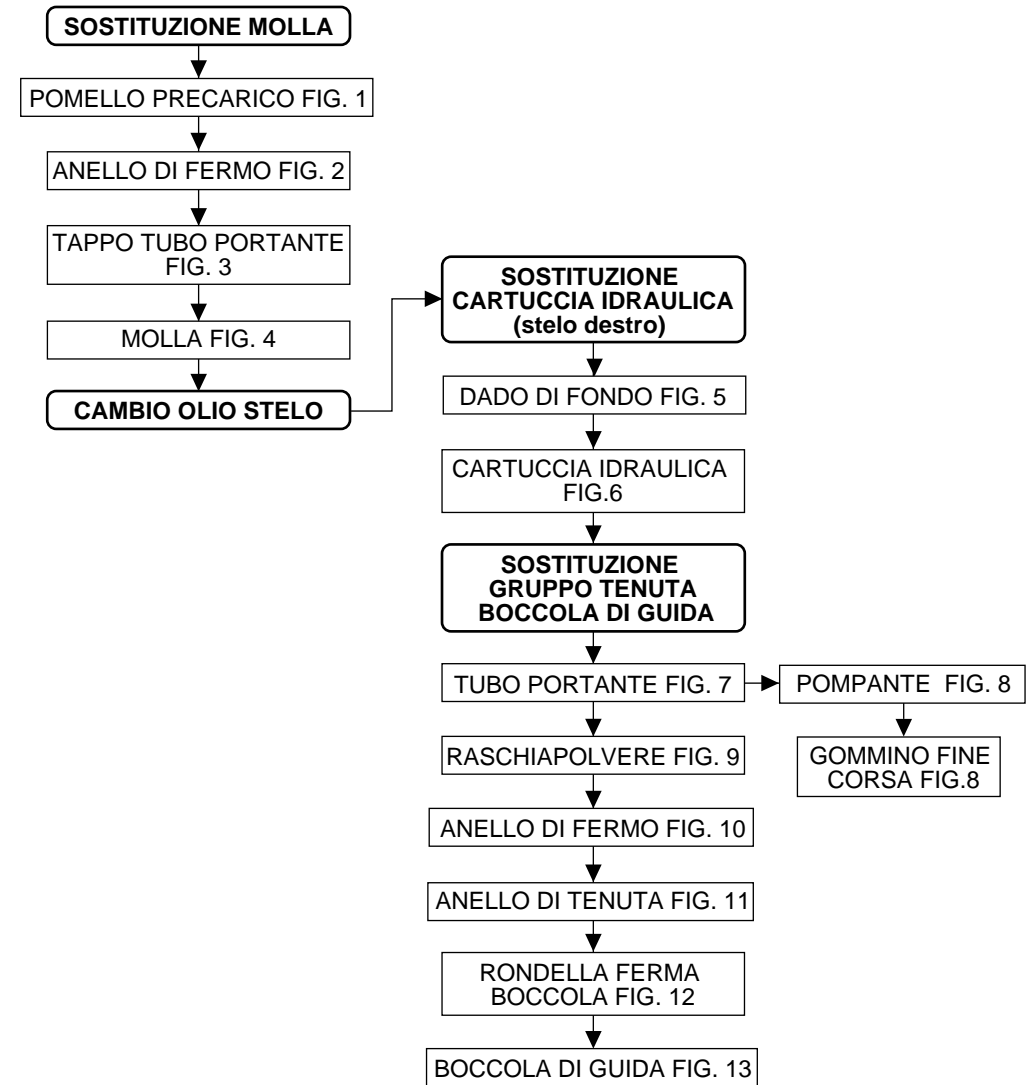 SOSTITUZIONE MOLLA
POMELLO PRECARICO FIG. 1
ANELLO DI FERMO FIG. 2
TAPPO TUBO PORTANTE
FIG. 3
MOLLA FIG. 4
CAMBIO OLIO STELO
SOSTITUZIONE
CARTUCCIA IDRAULICA
(stelo destro)
DADO DI FONDO FIG. 5
CARTUCCIA IDRAULICA
FIG.6
SOSTITUZIONE
GRUPPO TENUTA
BOCCOLA DI GUIDA
TUBO PORTANTE FIG. 7
POMPANTE FIG. 8
GOMMINO FINE
CORSA FIG.8
RASCHIAPOLVERE FIG. 9
ANELLO DI FERMO FIG. 10
ANELLO DI TENUTA FIG. 11
RONDELLA FERMA
BOCCOLA FIG. 12
BOCCOLA DI GUIDA FIG. 13